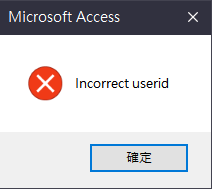 Microsoft Access
Incorrect userid
確定